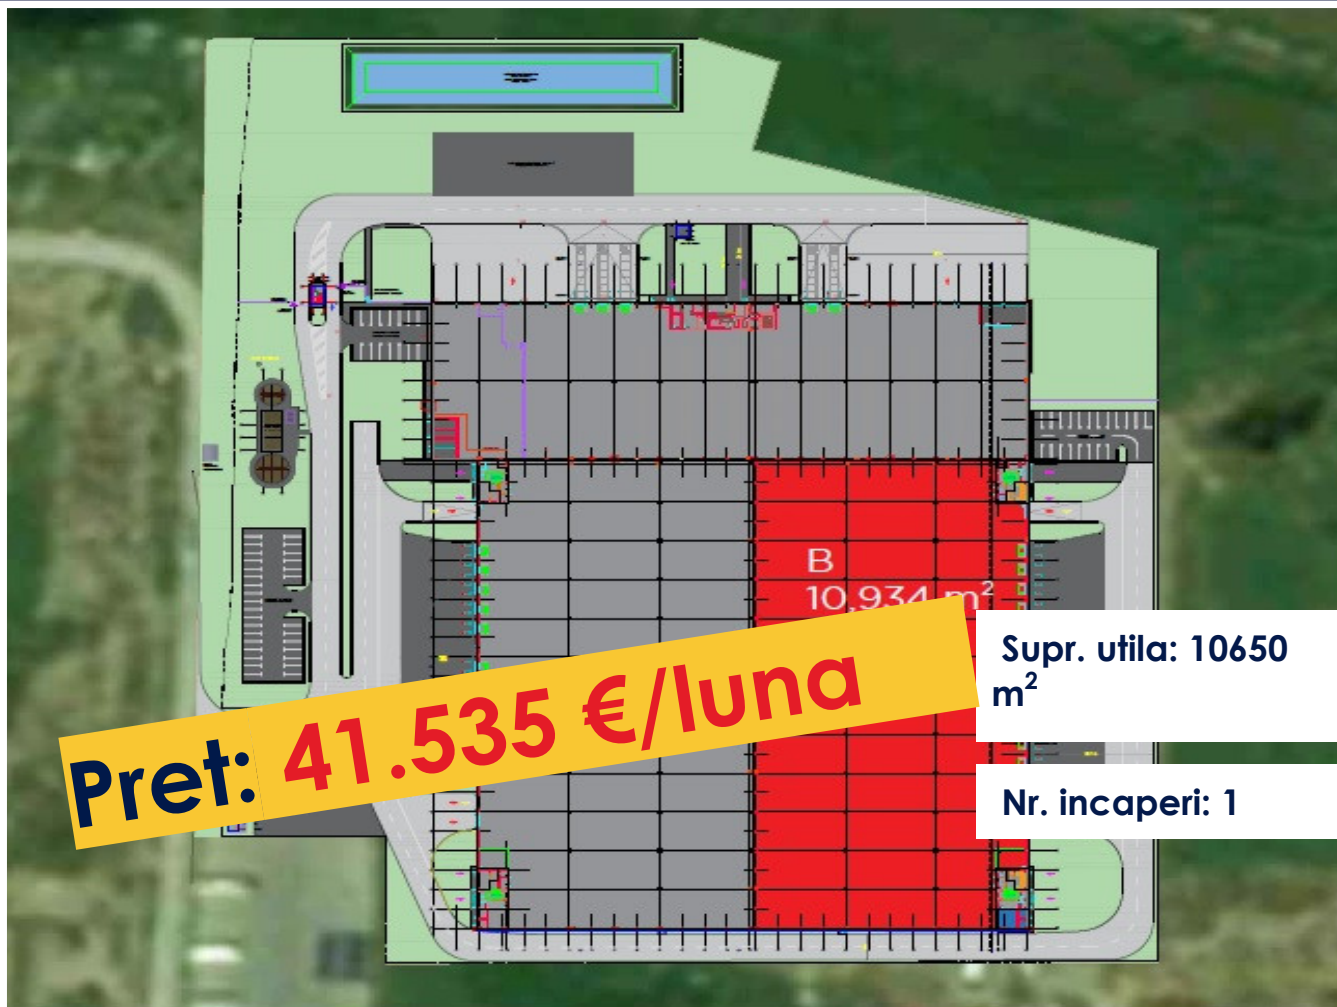 B
10,934 m²
Supr. utila: 10650
m²
Pret: 41.535 €/luna
Nr. incaperi: 1